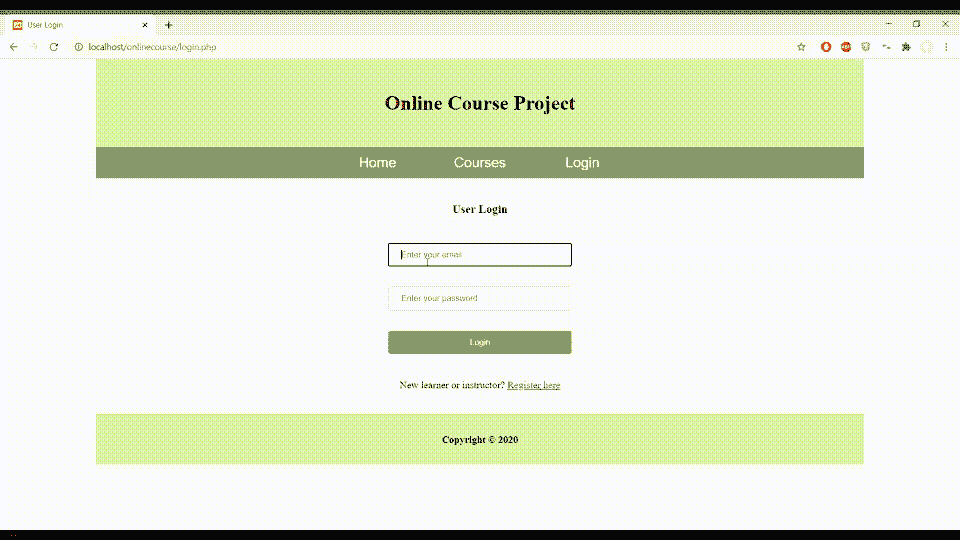 User Login
localhost/onlinecourse/login.php
Online Course Project
Home Courses Login
User Login
Enter your email
Enter your password
Login
New learner or instructor? Register here
Copyright © 2020